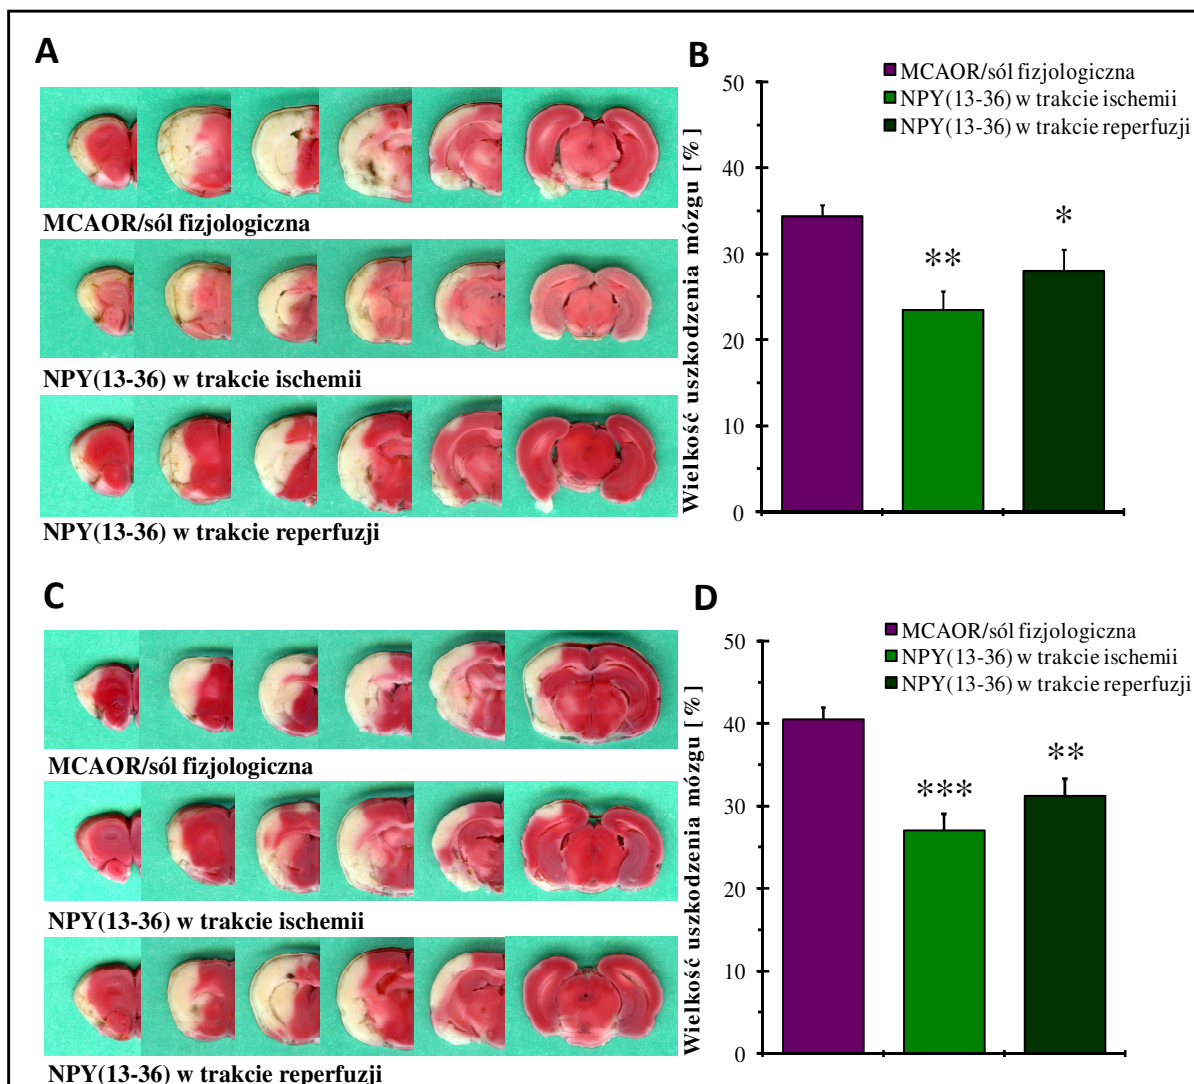 A
MCAOR/sól fizjologiczna
NPY(13-36) w trakcie ischemii
NPY(13-36) w trakcie reperfuzji
B
MCAOR/sól fizjologiczna
NPY(13-36) w trakcie ischemii
NPY(13-36) w trakcie reperfuzji
Wielkość uszkodzenia mózgu [%]
50
40
30
20
10
0
**
*
C
MCAOR/sól fizjologiczna
NPY(13-36) w trakcie ischemii
NPY(13-36) w trakcie reperfuzji
D
MCAOR/sól fizjologiczna
NPY(13-36) w trakcie ischemii
NPY(13-36) w trakcie reperfuzji
Wielkość uszkodzenia mózgu [%]
50
40
30
20
10
0
***
**